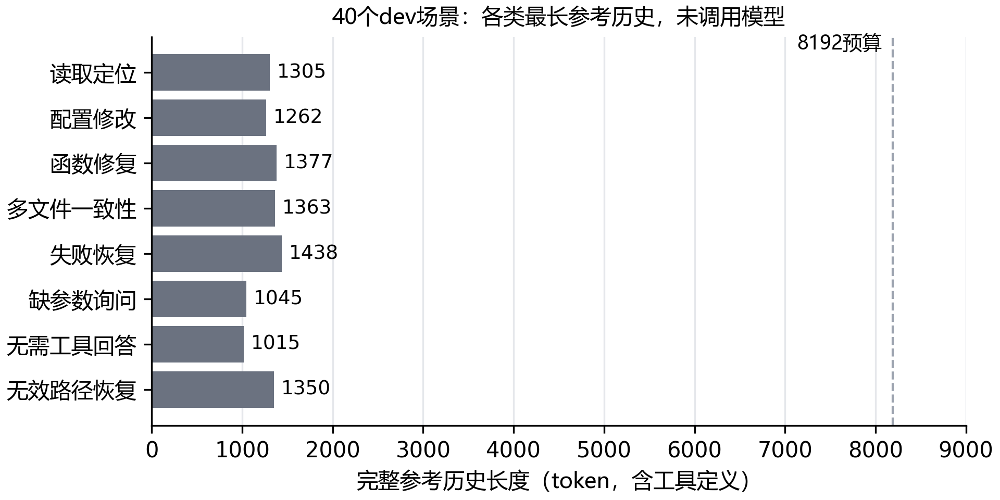 40个dev场景：各类最长参考历史，未调用模型
8192预算
读取定位
1305
配置修改
1262
函数修复
1377
多文件一致性
1363
失败恢复
1438
缺参数询问
1045
无需工具回答
1015
无效路径恢复
1350
0 1000 2000 3000 4000 5000 6000 7000 8000 9000
完整参考历史长度（token，含工具定义）